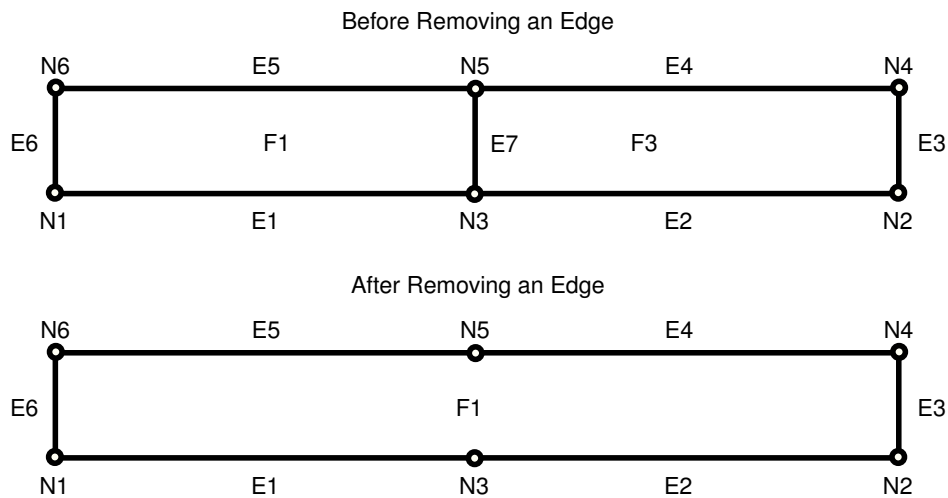 Before Removing an Edge
N6 E5 N5 E4 N4
E6 F1 E7 F3 E3
N1 E1 N3 E2 N2
After Removing an Edge
N6 E5 N5 E4 N4
E6 F1 E3
N1 E1 N3 E2 N2